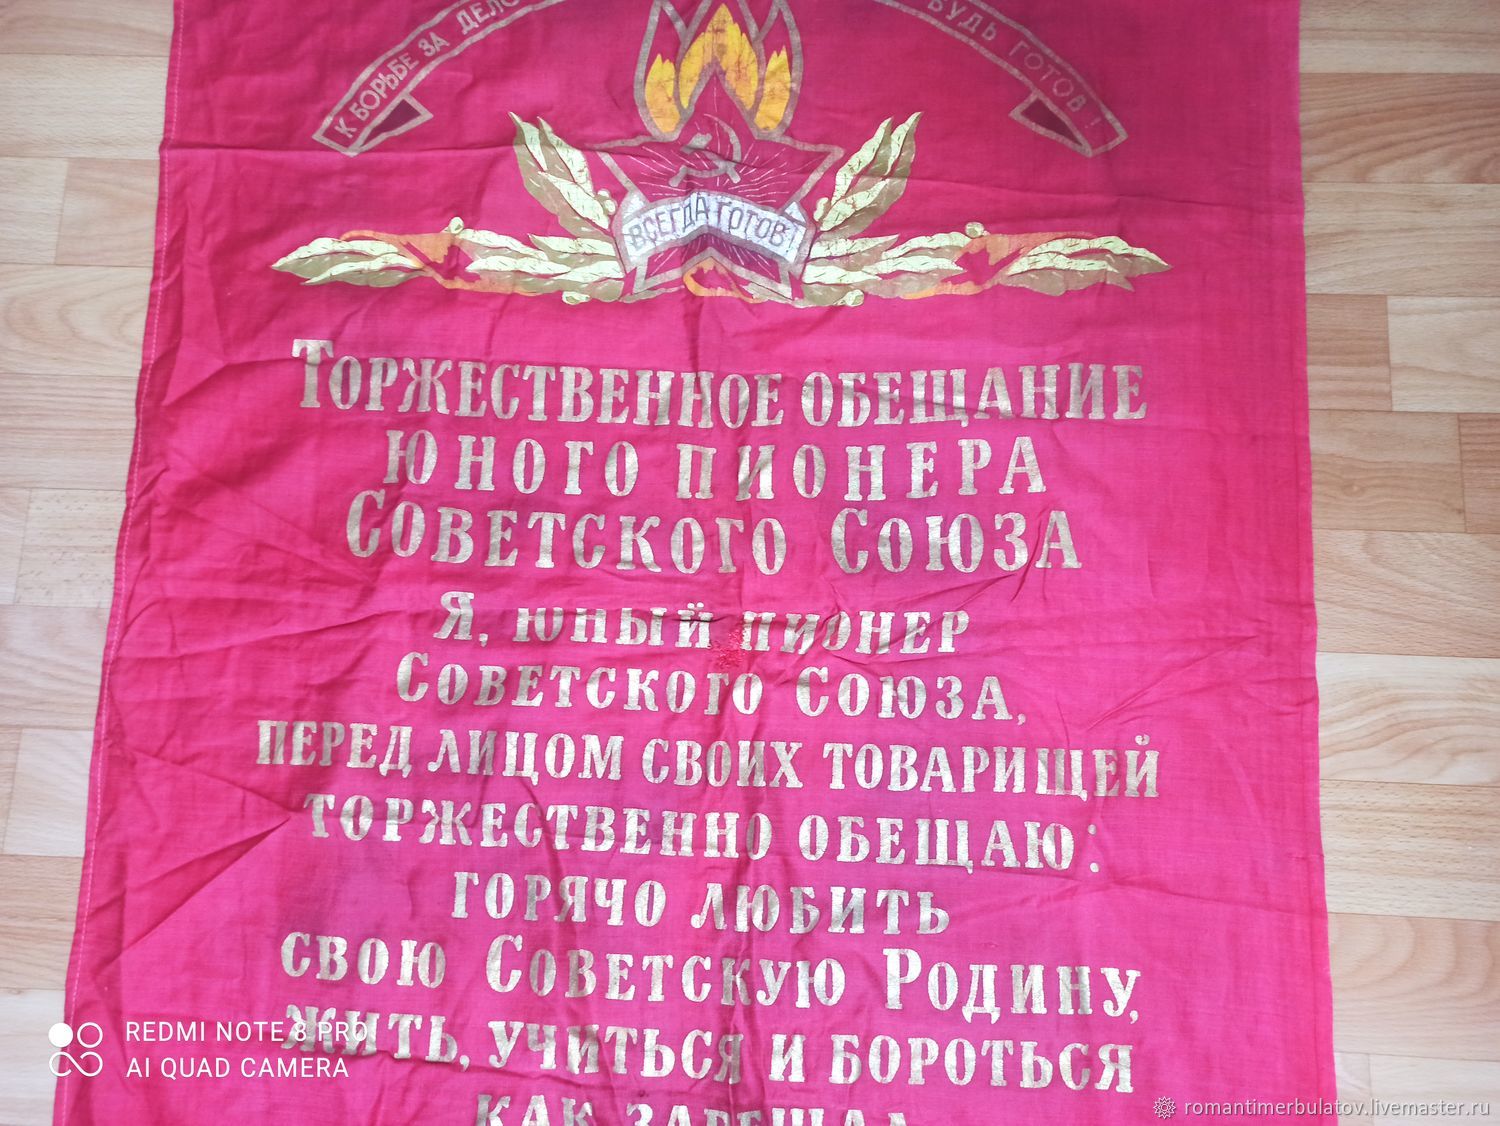 К БОРЬБЕ ЗА ДЕЛО
БУДЬ ГОТОВ!
ВСЕГДА ГОТОВ!
ТОРЖЕСТВЕННОЕ ОБЕЩАНИЕ
ЮНОГО ПИОНЕРА
СОВЕТСКОГО СОЮЗА
Я, ЮНЫЙ ПИОНЕР
СОВЕТСКОГО СОЮЗА,
ПЕРЕД ЛИЦОМ СВОИХ ТОВАРИЩЕЙ
ТОРЖЕСТВЕННО ОБЕЩАЮ:
ГОРЯЧО ЛЮБИТЬ
СВОЮ СОВЕТСКУЮ РОДИНУ,
ЖИТЬ, УЧИТЬСЯ И БОРОТЬСЯ
КАК ЗАВЕЩАЛ
REDMI NOTE 8 PRO
AI QUAD CAMERA
romantimerbulatov.livemaster.ru